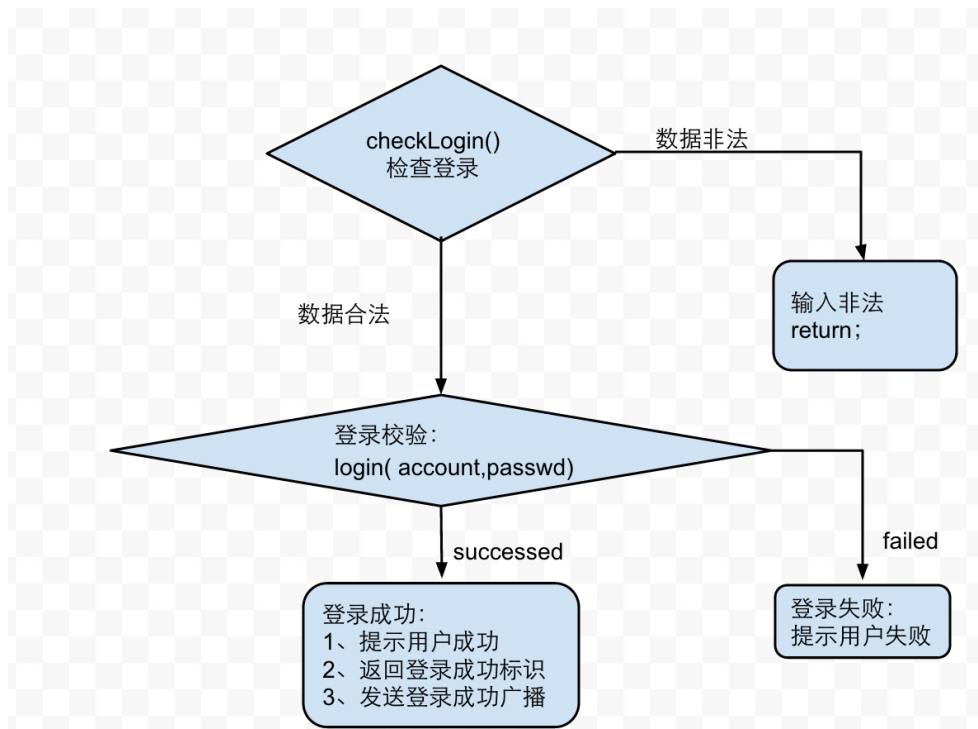 checkLogin()
检查登录
数据非法
输入非法
return；
数据合法
登录校验：
login( account,passwd)
successed
failed
登录成功：
1、提示用户成功
2、返回登录成功标识
3、发送登录成功广播
登录失败：
提示用户失败